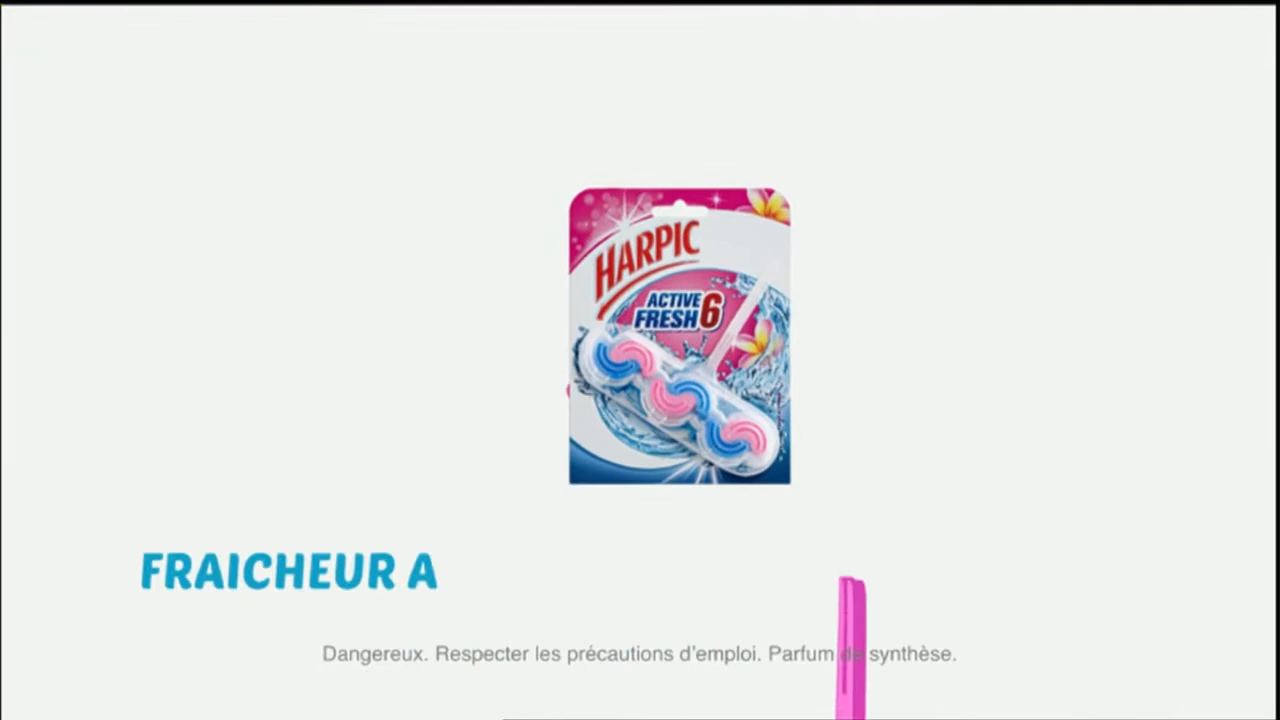 HARPIC
ACTIVE
FRESH 6
FRAICHEUR A
Dangereux. Respecter les précautions d'emploi. Parfum de synthèse.